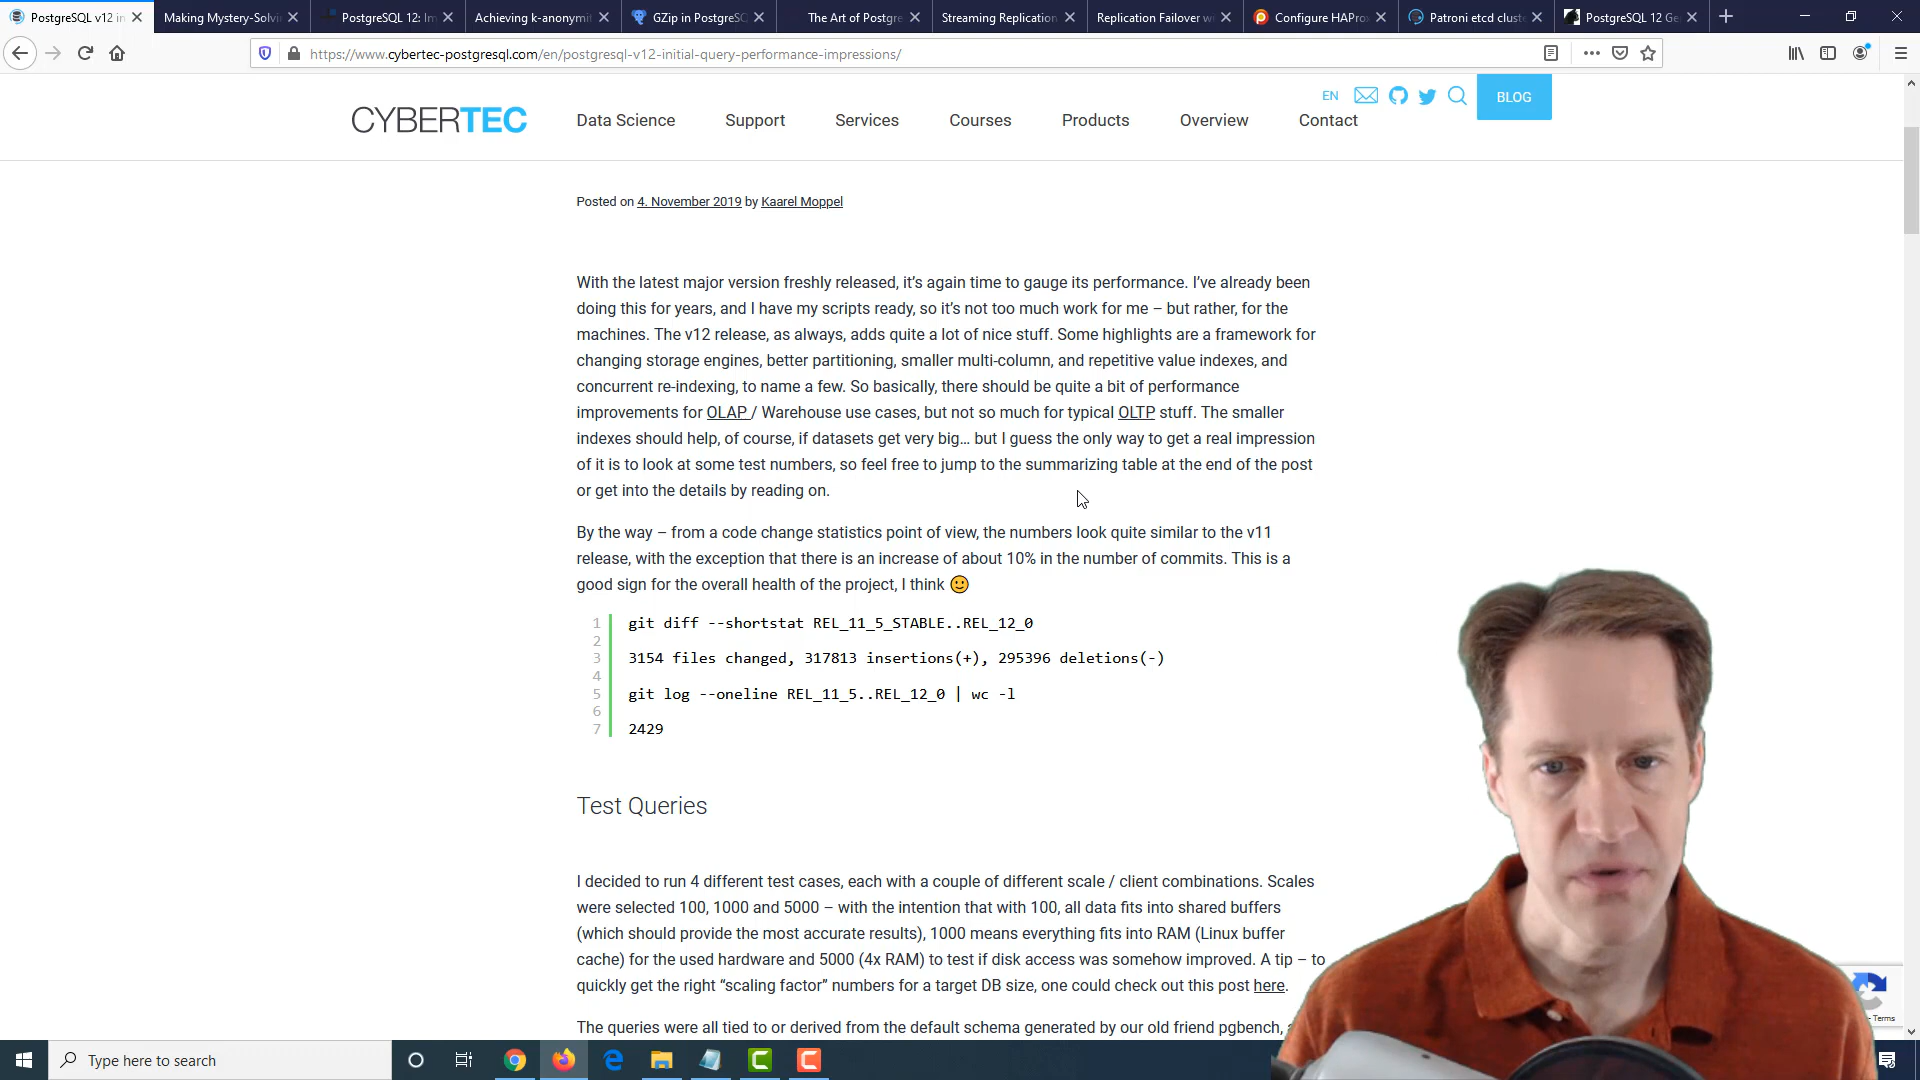 PostgreSQL v12 in
Making Mystery-Solvi
PostgreSQL 12: Im
Achieving k-anonymit
GZip in PostgreSQ
The Art of Postgre
Streaming Replication
Replication Failover w
Configure HAProx
Patroni etcd cluste
PostgreSQL 12 Ge
https://www.cybertec-postgresql.com/en/postgresql-v12-initial-query-performance-impressions/
CYBERTEC
EN
BLOG
Data Science
Support
Services
Courses
Products
Overview
Contact
Posted on 4. November 2019 by Kaarel Moppel
With the latest major version freshly released, it’s again time to gauge its performance. I’ve already been
doing this for years, and I have my scripts ready, so it’s not too much work for me – but rather, for the
machines. The v12 release, as always, adds quite a lot of nice stuff. Some highlights are a framework for
changing storage engines, better partitioning, smaller multi-column, and repetitive value indexes, and
concurrent re-indexing, to name a few. So basically, there should be quite a bit of performance
improvements for OLAP / Warehouse use cases, but not so much for typical OLTP stuff. The smaller
indexes should help, of course, if datasets get very big… but I guess the only way to get a real impression
of it is to look at some test numbers, so feel free to jump to the summarizing table at the end of the post
or get into the details by reading on.
By the way – from a code change statistics point of view, the numbers look quite similar to the v11
release, with the exception that there is an increase of about 10% in the number of commits. This is a
good sign for the overall health of the project, I think 🙂
1 git diff --shortstat REL_11_5_STABLE..REL_12_0
2
3 3154 files changed, 317813 insertions(+), 295396 deletions(-)
4
5 git log --oneline REL_11_5..REL_12_0 | wc -l
6
7 2429
Test Queries
I decided to run 4 different test cases, each with a couple of different scale / client combinations. Scales
were selected 100, 1000 and 5000 – with the intention that with 100, all data fits into shared buffers
(which should provide the most accurate results), 1000 means everything fits into RAM (Linux buffer
cache) for the used hardware and 5000 (4x RAM) to test if disk access was somehow improved. A tip – to
quickly get the right “scaling factor” numbers for a target DB size, one could check out this post here.
The queries were all tied to or derived from the default schema generated by our old friend pgbench,
- Terms
Type here to search